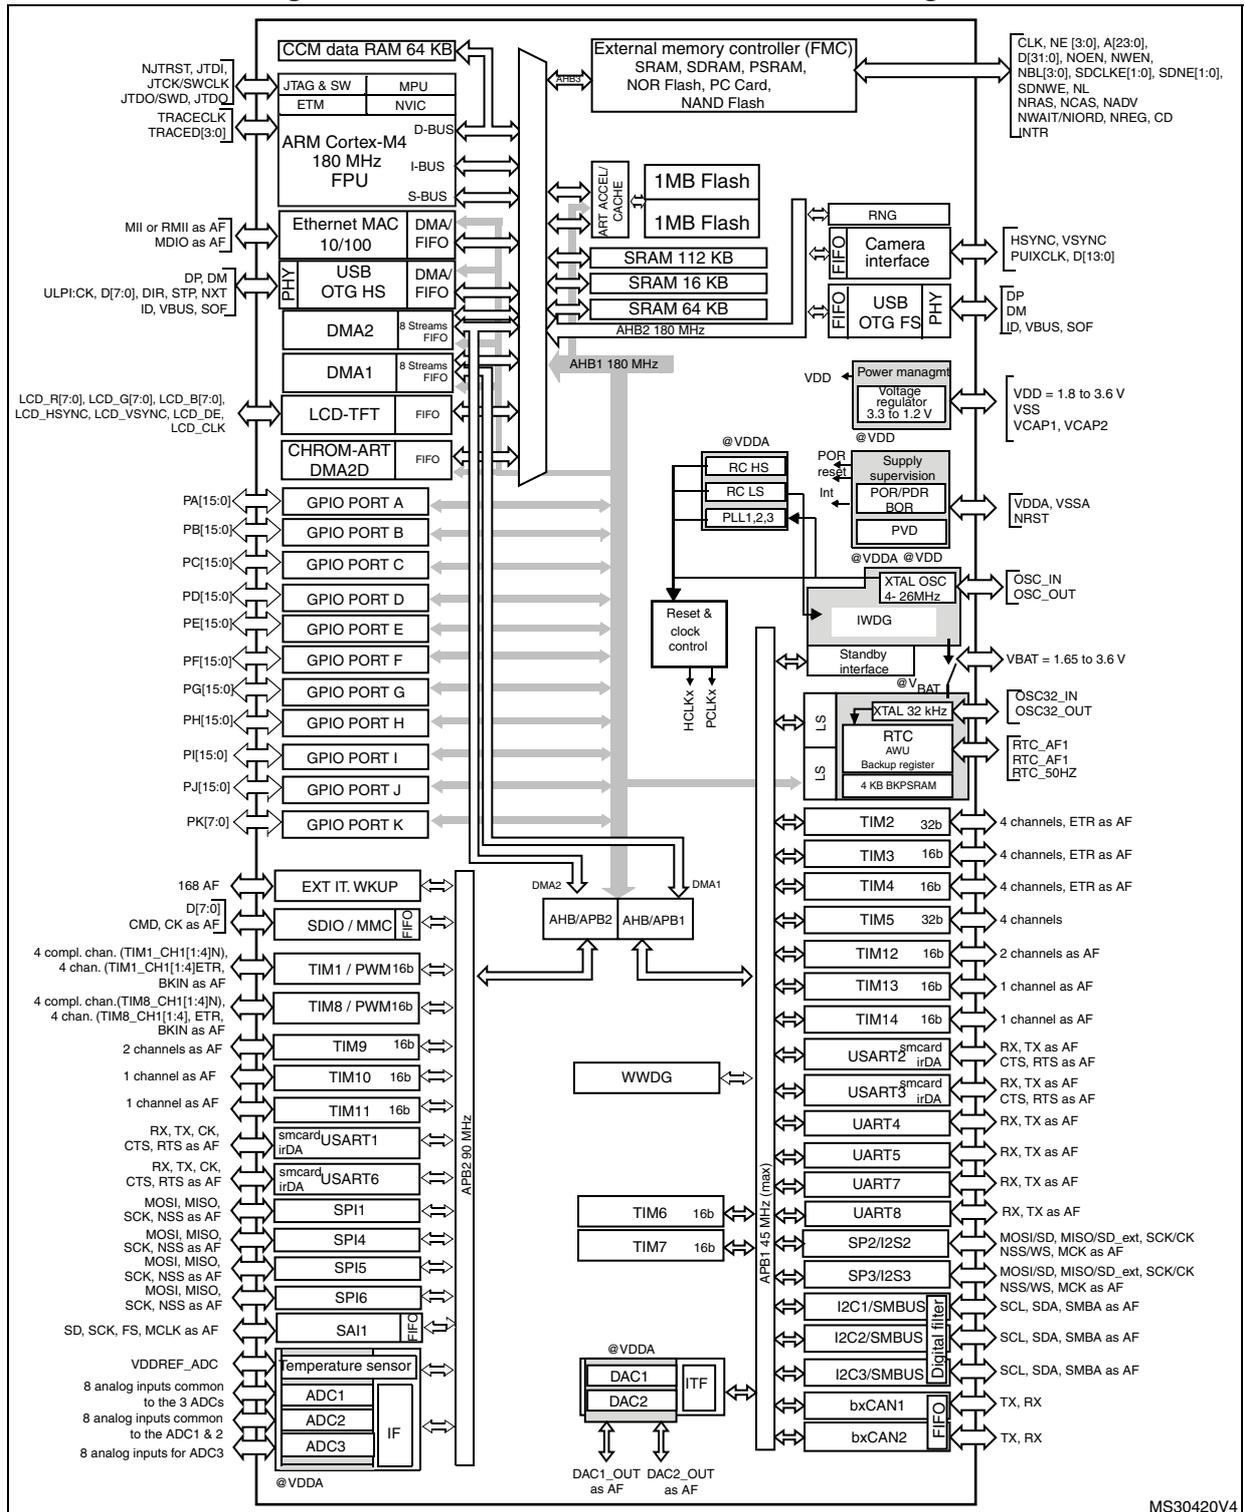 CCM data RAM 64 KB
External memory controller (FMC)
SRAM, SDRAM, PSRAM,
NOR Flash, PC Card,
NAND Flash
AHB3
CLK, NE [3:0], A[23:0],
D[31:0], NOEN, NWEN,
NBL[3:0], SDCLKE[1:0], SDNE[1:0],
SDNWE, NL
NRAS, NCAS, NADV
NWAIT/NIORD, NREG, CD
INTR
NJTRST, JTDI,
JTCK/SWCLK
JTDO/SWD, JTDO
TRACECLK
TRACED[3:0]
JTAG & SW
MPU
ETM
NVIC
ARM Cortex-M4
180 MHz
FPU
D-BUS
I-BUS
S-BUS
ART ACCEL/
CACHE
1MB Flash
1MB Flash
SRAM 112 KB
SRAM 16 KB
SRAM 64 KB
AHB2 180 MHz
AHB1 180 MHz
MII or RMII as AF
MDIO as AF
Ethernet MAC
10/100
DMA/
FIFO
DP, DM
ULPI:CK, D[7:0], DIR, STP, NXT
ID, VBUS, SOF
PHY
USB
OTG HS
DMA/
FIFO
DMA2
8 Streams
FIFO
DMA1
8 Streams
FIFO
LCD_R[7:0], LCD_G[7:0], LCD_B[7:0],
LCD_HSYNC, LCD_VSYNC, LCD_DE,
LCD_CLK
LCD-TFT
FIFO
CHROM-ART
DMA2D
FIFO
RNG
FIFO
Camera
interface
HSYNC, VSYNC
PUIXCLK, D[13:0]
FIFO
USB
OTG FS
PHY
DP
DM
ID, VBUS, SOF
VDD
Power managmt
Voltage
regulator
3.3 to 1.2 V
@VDD
VDD = 1.8 to 3.6 V
VSS
VCAP1, VCAP2
@VDDA
RC HS
RC LS
PLL1,2,3
POR
reset
Int
Supply
supervision
POR/PDR
BOR
PVD
VDDA, VSSA
NRST
@VDDA @VDD
XTAL OSC
4- 26MHz
OSC_IN
OSC_OUT
IWDG
Reset &
clock
control
HCLKx
PCLKx
Standby
interface
@VBAT
VBAT = 1.65 to 3.6 V
LS
LS
XTAL 32 kHz
OSC32_IN
OSC32_OUT
RTC
AWU
Backup register
4 KB BKPSRAM
RTC_AF1
RTC_AF1
RTC_50HZ
PA[15:0]
GPIO PORT A
PB[15:0]
GPIO PORT B
PC[15:0]
GPIO PORT C
PD[15:0]
GPIO PORT D
PE[15:0]
GPIO PORT E
PF[15:0]
GPIO PORT F
PG[15:0]
GPIO PORT G
PH[15:0]
GPIO PORT H
PI[15:0]
GPIO PORT I
PJ[15:0]
GPIO PORT J
PK[7:0]
GPIO PORT K
DMA2
DMA1
AHB/APB2
AHB/APB1
168 AF
EXT IT. WKUP
D[7:0]
CMD, CK as AF
SDIO / MMC
FIFO
4 compl. chan. (TIM1_CH1[1:4]N),
4 chan. (TIM1_CH1[1:4]ETR,
BKIN as AF
TIM1 / PWM 16b
4 compl. chan.(TIM8_CH1[1:4]N),
4 chan. (TIM8_CH1[1:4], ETR,
BKIN as AF
TIM8 / PWM 16b
2 channels as AF
TIM9 16b
1 channel as AF
TIM10 16b
1 channel as AF
TIM11 16b
RX, TX, CK,
CTS, RTS as AF
smcard
irDA
USART1
RX, TX, CK,
CTS, RTS as AF
smcard
irDA
USART6
MOSI, MISO,
SCK, NSS as AF
SPI1
MOSI, MISO,
SCK, NSS as AF
SPI4
MOSI, MISO,
SCK, NSS as AF
SPI5
MOSI, MISO,
SCK, NSS as AF
SPI6
SD, SCK, FS, MCLK as AF
SAI1
FIFO
VDDREF_ADC
Temperature sensor
8 analog inputs common
to the 3 ADCs
ADC1
8 analog inputs common
to the ADC1 & 2
ADC2
8 analog inputs for ADC3
ADC3
IF
@VDDA
APB2 90 MHz
WWDG
TIM6 16b
TIM7 16b
@VDDA
DAC1
DAC2
ITF
DAC1_OUT
as AF
DAC2_OUT
as AF
APB1 45 MHz (max)
TIM2 32b
4 channels, ETR as AF
TIM3 16b
4 channels, ETR as AF
TIM4 16b
4 channels, ETR as AF
TIM5 32b
4 channels
TIM12 16b
2 channels as AF
TIM13 16b
1 channel as AF
TIM14 16b
1 channel as AF
USART2
smcard
irDA
RX, TX as AF
CTS, RTS as AF
USART3
smcard
irDA
RX, TX as AF
CTS, RTS as AF
UART4
RX, TX as AF
UART5
RX, TX as AF
UART7
RX, TX as AF
UART8
RX, TX as AF
SP2/I2S2
MOSI/SD, MISO/SD_ext, SCK/CK
NSS/WS, MCK as AF
SP3/I2S3
MOSI/SD, MISO/SD_ext, SCK/CK
NSS/WS, MCK as AF
I2C1/SMBUS
SCL, SDA, SMBA as AF
I2C2/SMBUS
SCL, SDA, SMBA as AF
I2C3/SMBUS
SCL, SDA, SMBA as AF
Digital filter
bxCAN1
TX, RX
bxCAN2
TX, RX
FIFO
MS30420V4